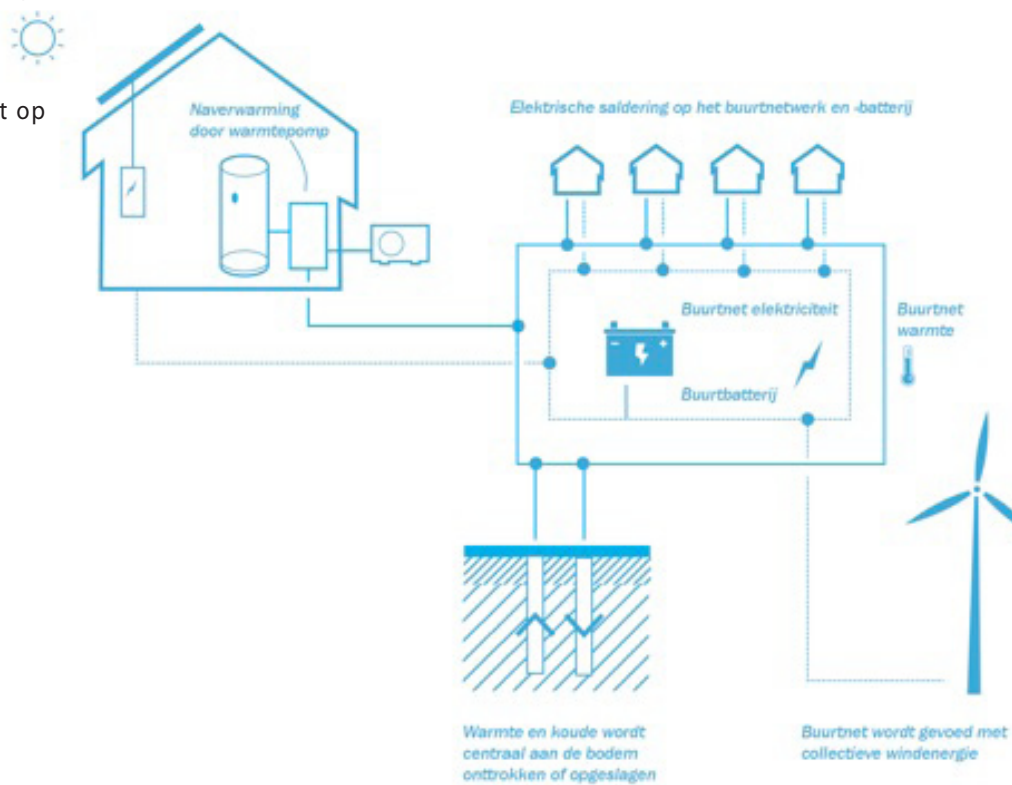 t op
Naverwarming
door warmtepomp
Elektrische saldering op het buurtnetwerk en -batterij
Buurtnet elektriciteit
Buurtnet
warmte
Buurtbatterij
Warmte en koude wordt
centraal aan de bodem
onttrokken of opgeslagen
Buurtnet wordt gevoed met
collectieve windenergie